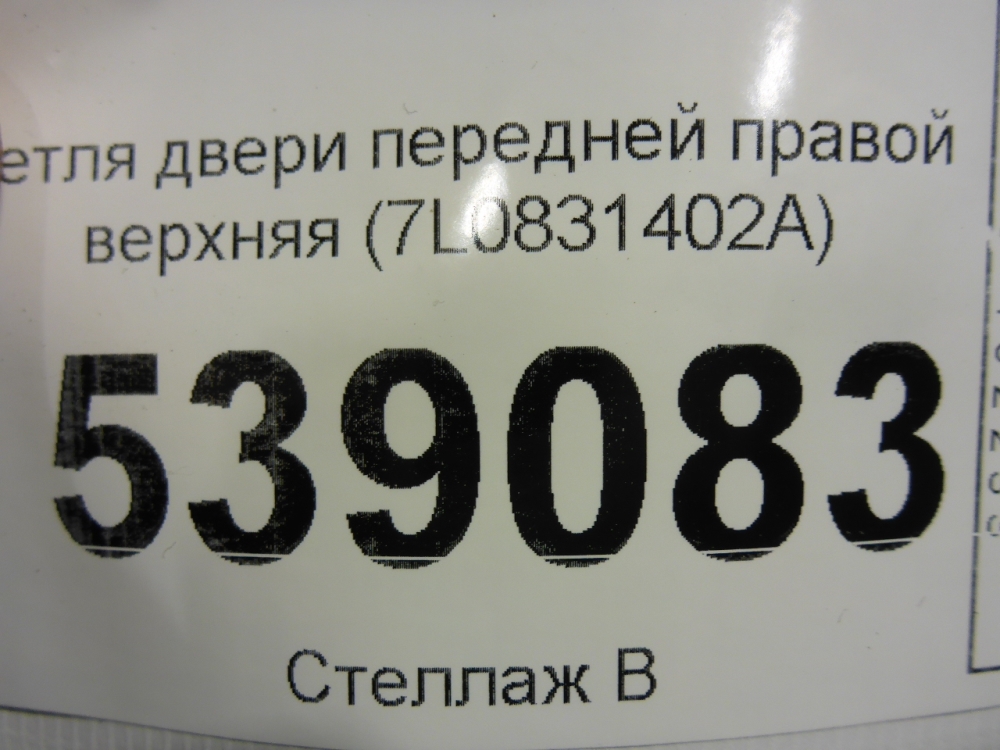 етля двери передней правой
верхняя (7L0831402A)
539083
Стеллаж В